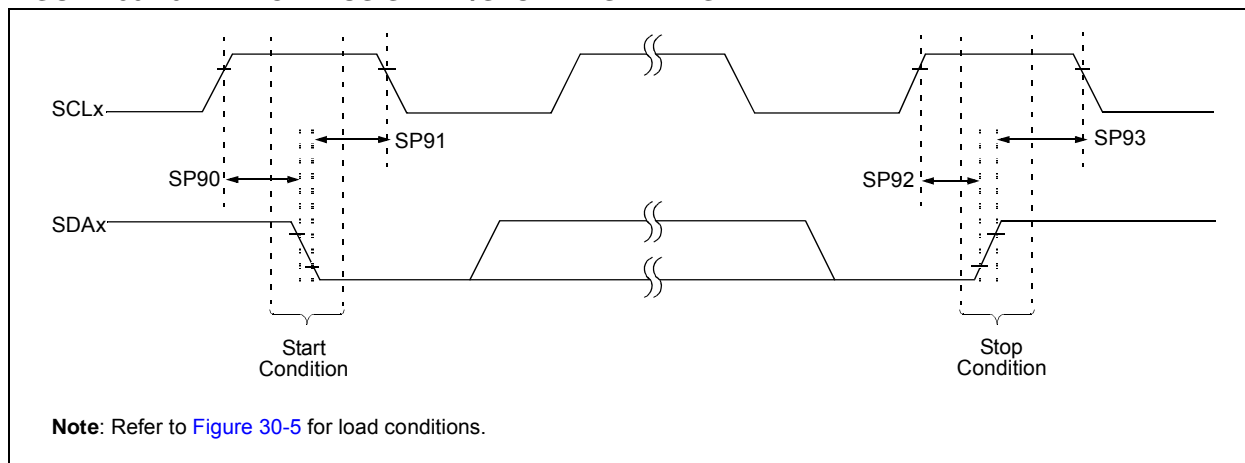 SCLx
SP91
SP93
SP90
SP92
SDAx
Start
Condition
Stop
Condition
Note: Refer to Figure 30-5 for load conditions.